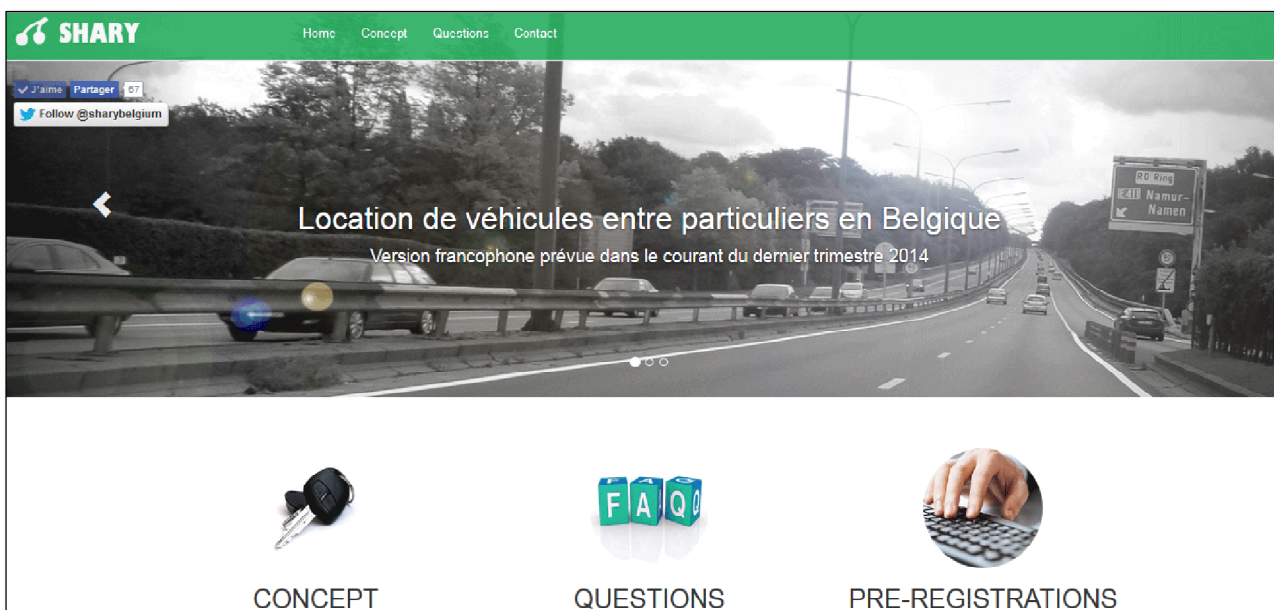 SHARY
Home Concept Questions Contact
J'aime Partager 67
Follow @sharybelgium
R0 Ring
E411 Namur-
Namen
Location de véhicules entre particuliers en Belgique
Version francophone prévue dans le courant du dernier trimestre 2014
FAQ
CONCEPT QUESTIONS PRE-REGISTRATIONS